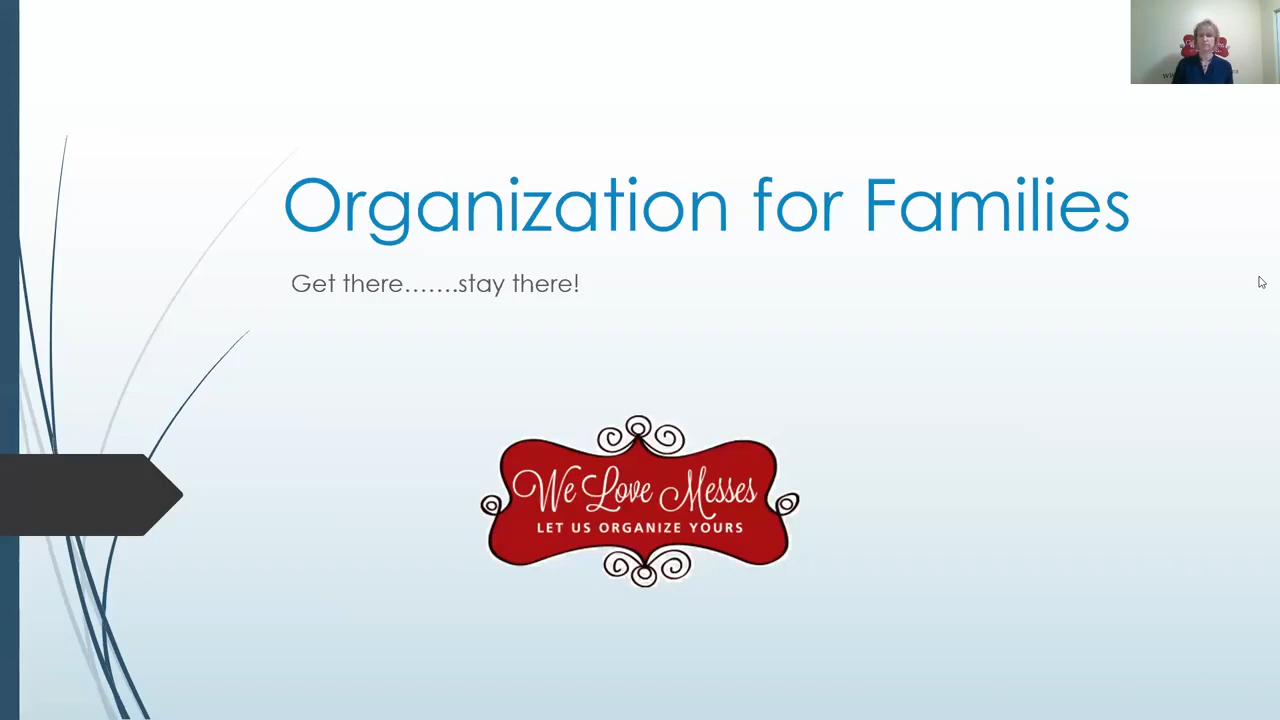 Organization for Families
Get there…….stay there!
We Love Messes
LET US ORGANIZE YOURS